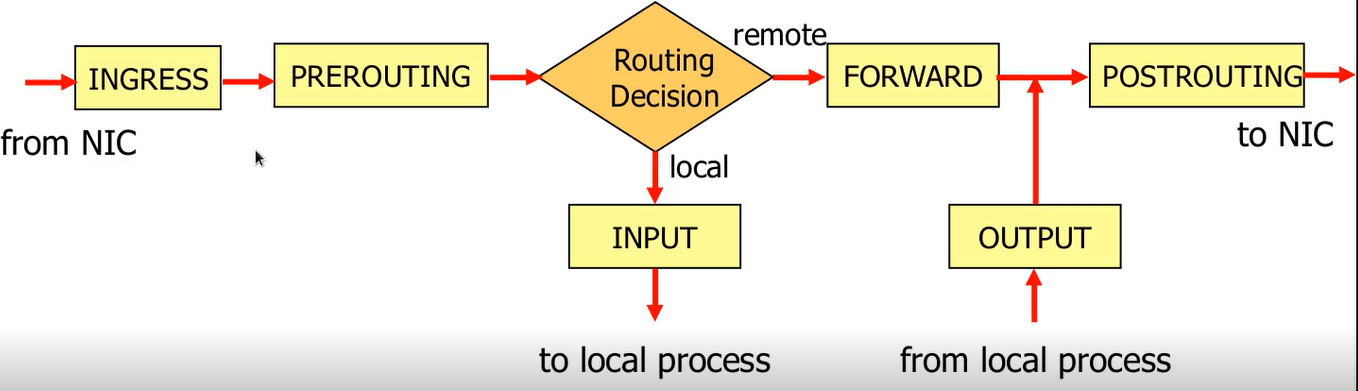 remote
INGRESS
PREROUTING
Routing
Decision
FORWARD
POSTROUTING
from NIC
to NIC
local
INPUT
OUTPUT
to local process
from local process